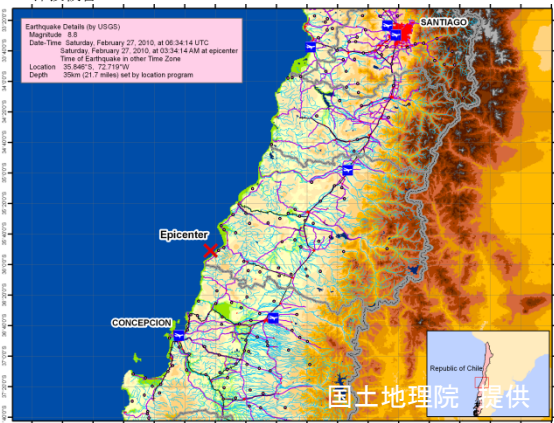 Earthquake Details (by USGS)
Magnitude 8.8
Date-Time Saturday, February 27, 2010, at 06:34:14 UTC
Saturday, February 27, 2010, at 03:34:14 AM at epicenter
Time of Earthquake in other Time Zone
Location 35.846°S, 72.719°W
Depth 35km (21.7 miles) set by location program
SANTIAGO
Epicenter
CONCEPCION
Republic of Chile
国土地理院 提供